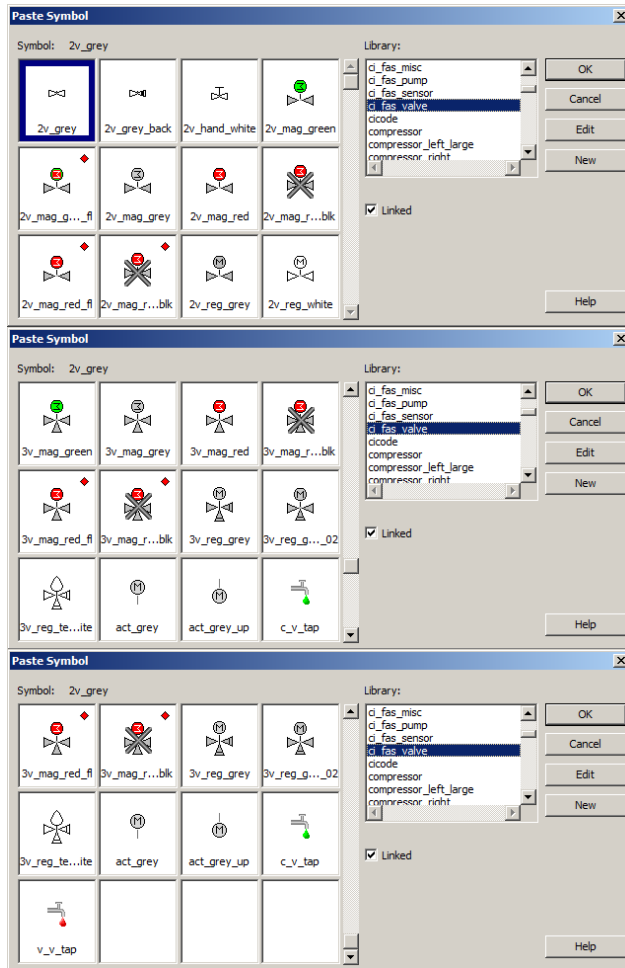 Paste Symbol
Symbol: 2v_grey
Library:
2v_grey 2v_grey_back 2v_hand_white 2v_mag_green
2v_mag_g..._fl 2v_mag_grey 2v_mag_red 2v_mag_r...blk
2v_mag_red_fl 2v_mag_r...blk 2v_reg_grey 2v_reg_white
ci_fas_misc
ci_fas_pump
ci_fas_sensor
ci_fas_valve
cicode
compressor
compressor_left_large
compressor_right
Linked
OK
Cancel
Edit
New
Help
Paste Symbol
Symbol: 2v_grey
Library:
3v_mag_green 3v_mag_grey 3v_mag_red 3v_mag_r...blk
3v_mag_red_fl 3v_mag_r...blk 3v_reg_grey 3v_reg_g..._02
3v_reg_te...ite act_grey act_grey_up c_v_tap
ci_fas_misc
ci_fas_pump
ci_fas_sensor
ci_fas_valve
cicode
compressor
compressor_left_large
compressor_right
Linked
OK
Cancel
Edit
New
Help
Paste Symbol
Symbol: 2v_grey
Library:
3v_mag_red_fl 3v_mag_r...blk 3v_reg_grey 3v_reg_g..._02
3v_reg_te...ite act_grey act_grey_up c_v_tap
v_v_tap
ci_fas_misc
ci_fas_pump
ci_fas_sensor
ci_fas_valve
cicode
compressor
compressor_left_large
compressor_right
Linked
OK
Cancel
Edit
New
Help